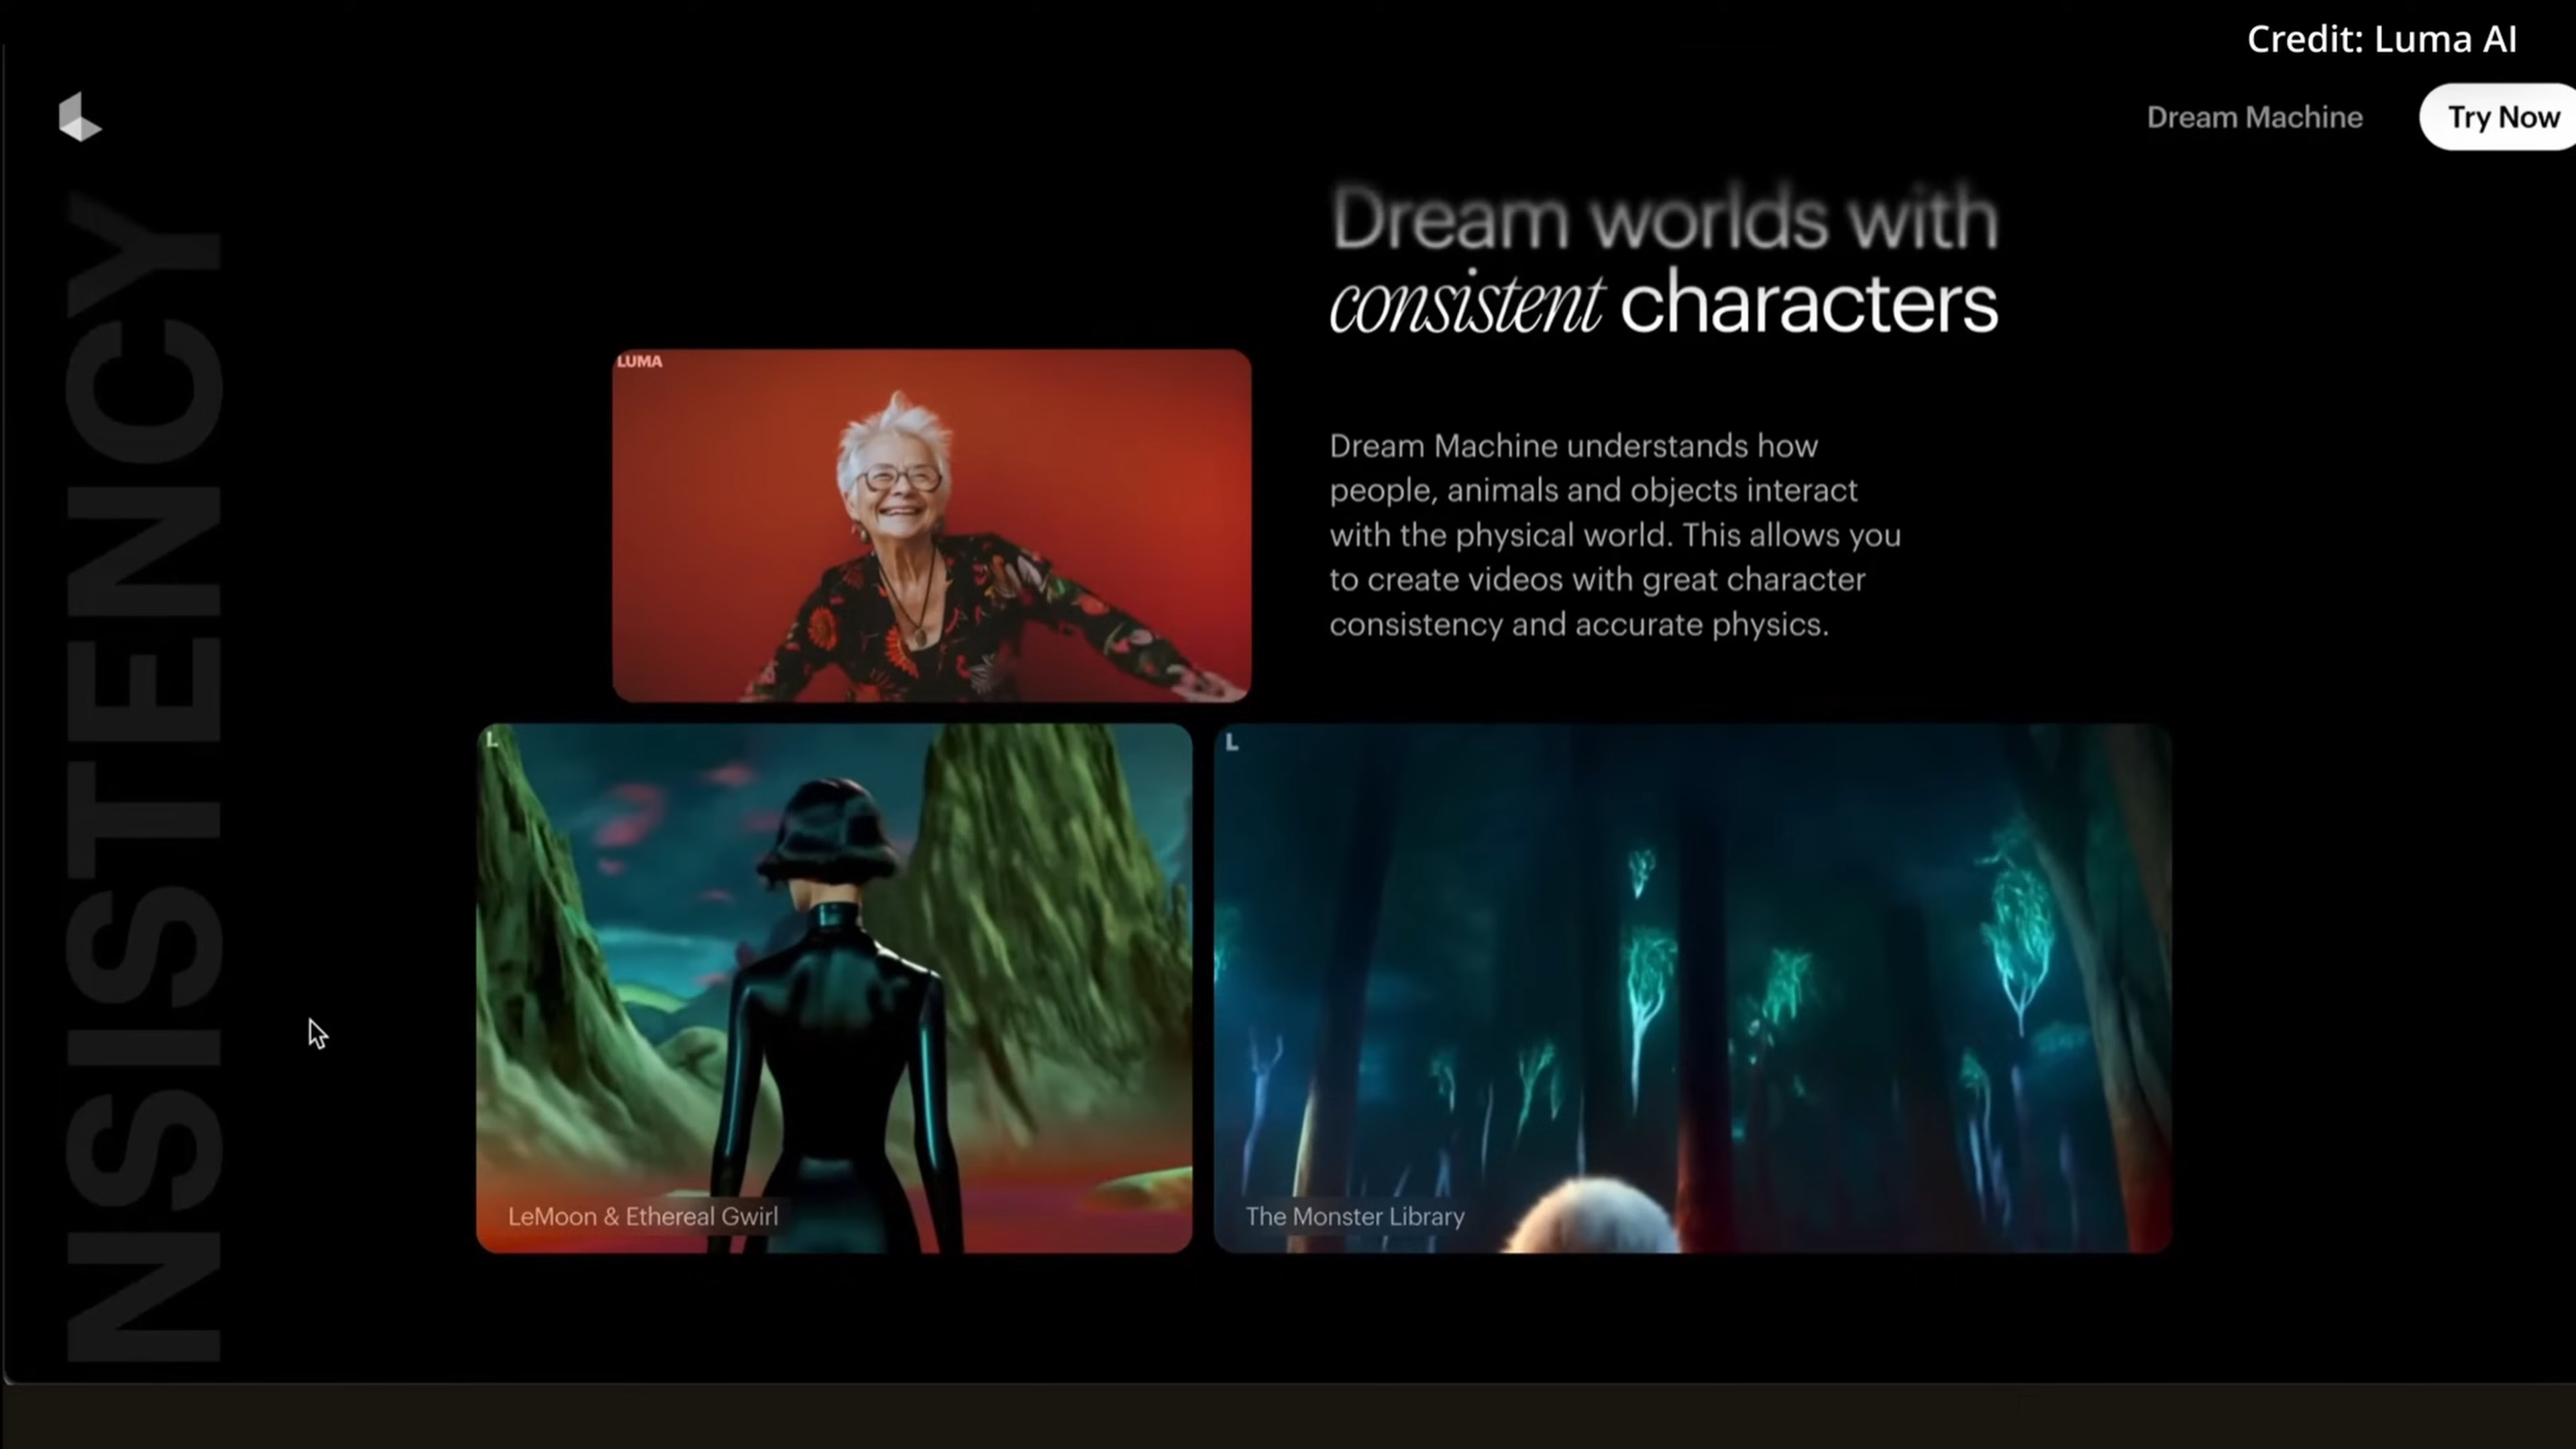 Credit: Luma AI
Dream Machine
Try Now
NSISTENCY
Dream worlds with
consistent characters
LUMA
Dream Machine understands how
people, animals and objects interact
with the physical world. This allows you
to create videos with great character
consistency and accurate physics.
L
L
LeMoon & Ethereal Gwirl
The Monster Library